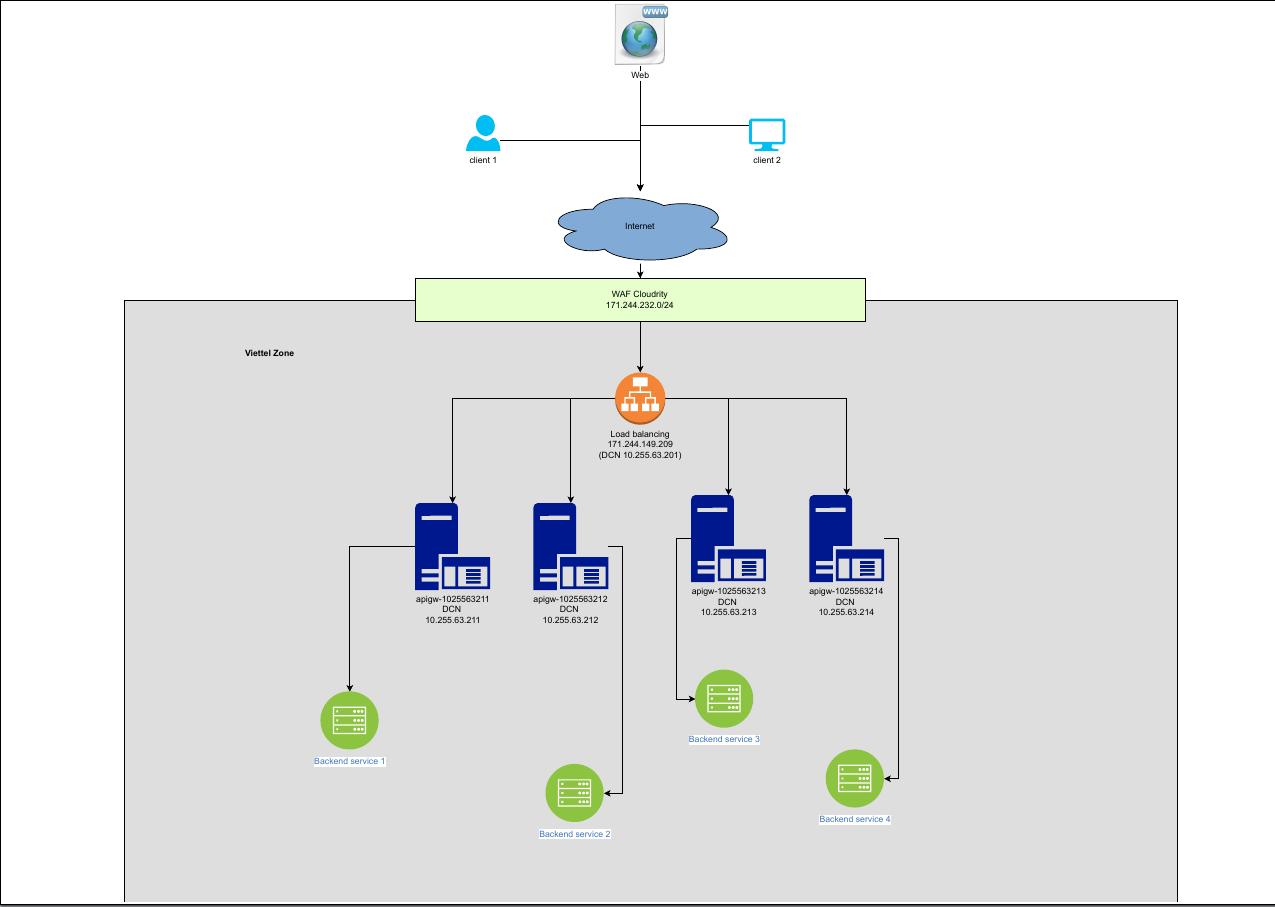 WWW
Web
client 1
client 2
Internet
WAF Cloudrity
171.244.232.0/24
Viettel Zone
Load balancing
171.244.149.209
(DCN 10.255.63.201)
apigw-1025563211
DCN
10.255.63.211
apigw-1025563212
DCN
10.255.63.212
apigw-1025563213
DCN
10.255.63.213
apigw-1025563214
DCN
10.255.63.214
Backend service 1
Backend service 2
Backend service 3
Backend service 4